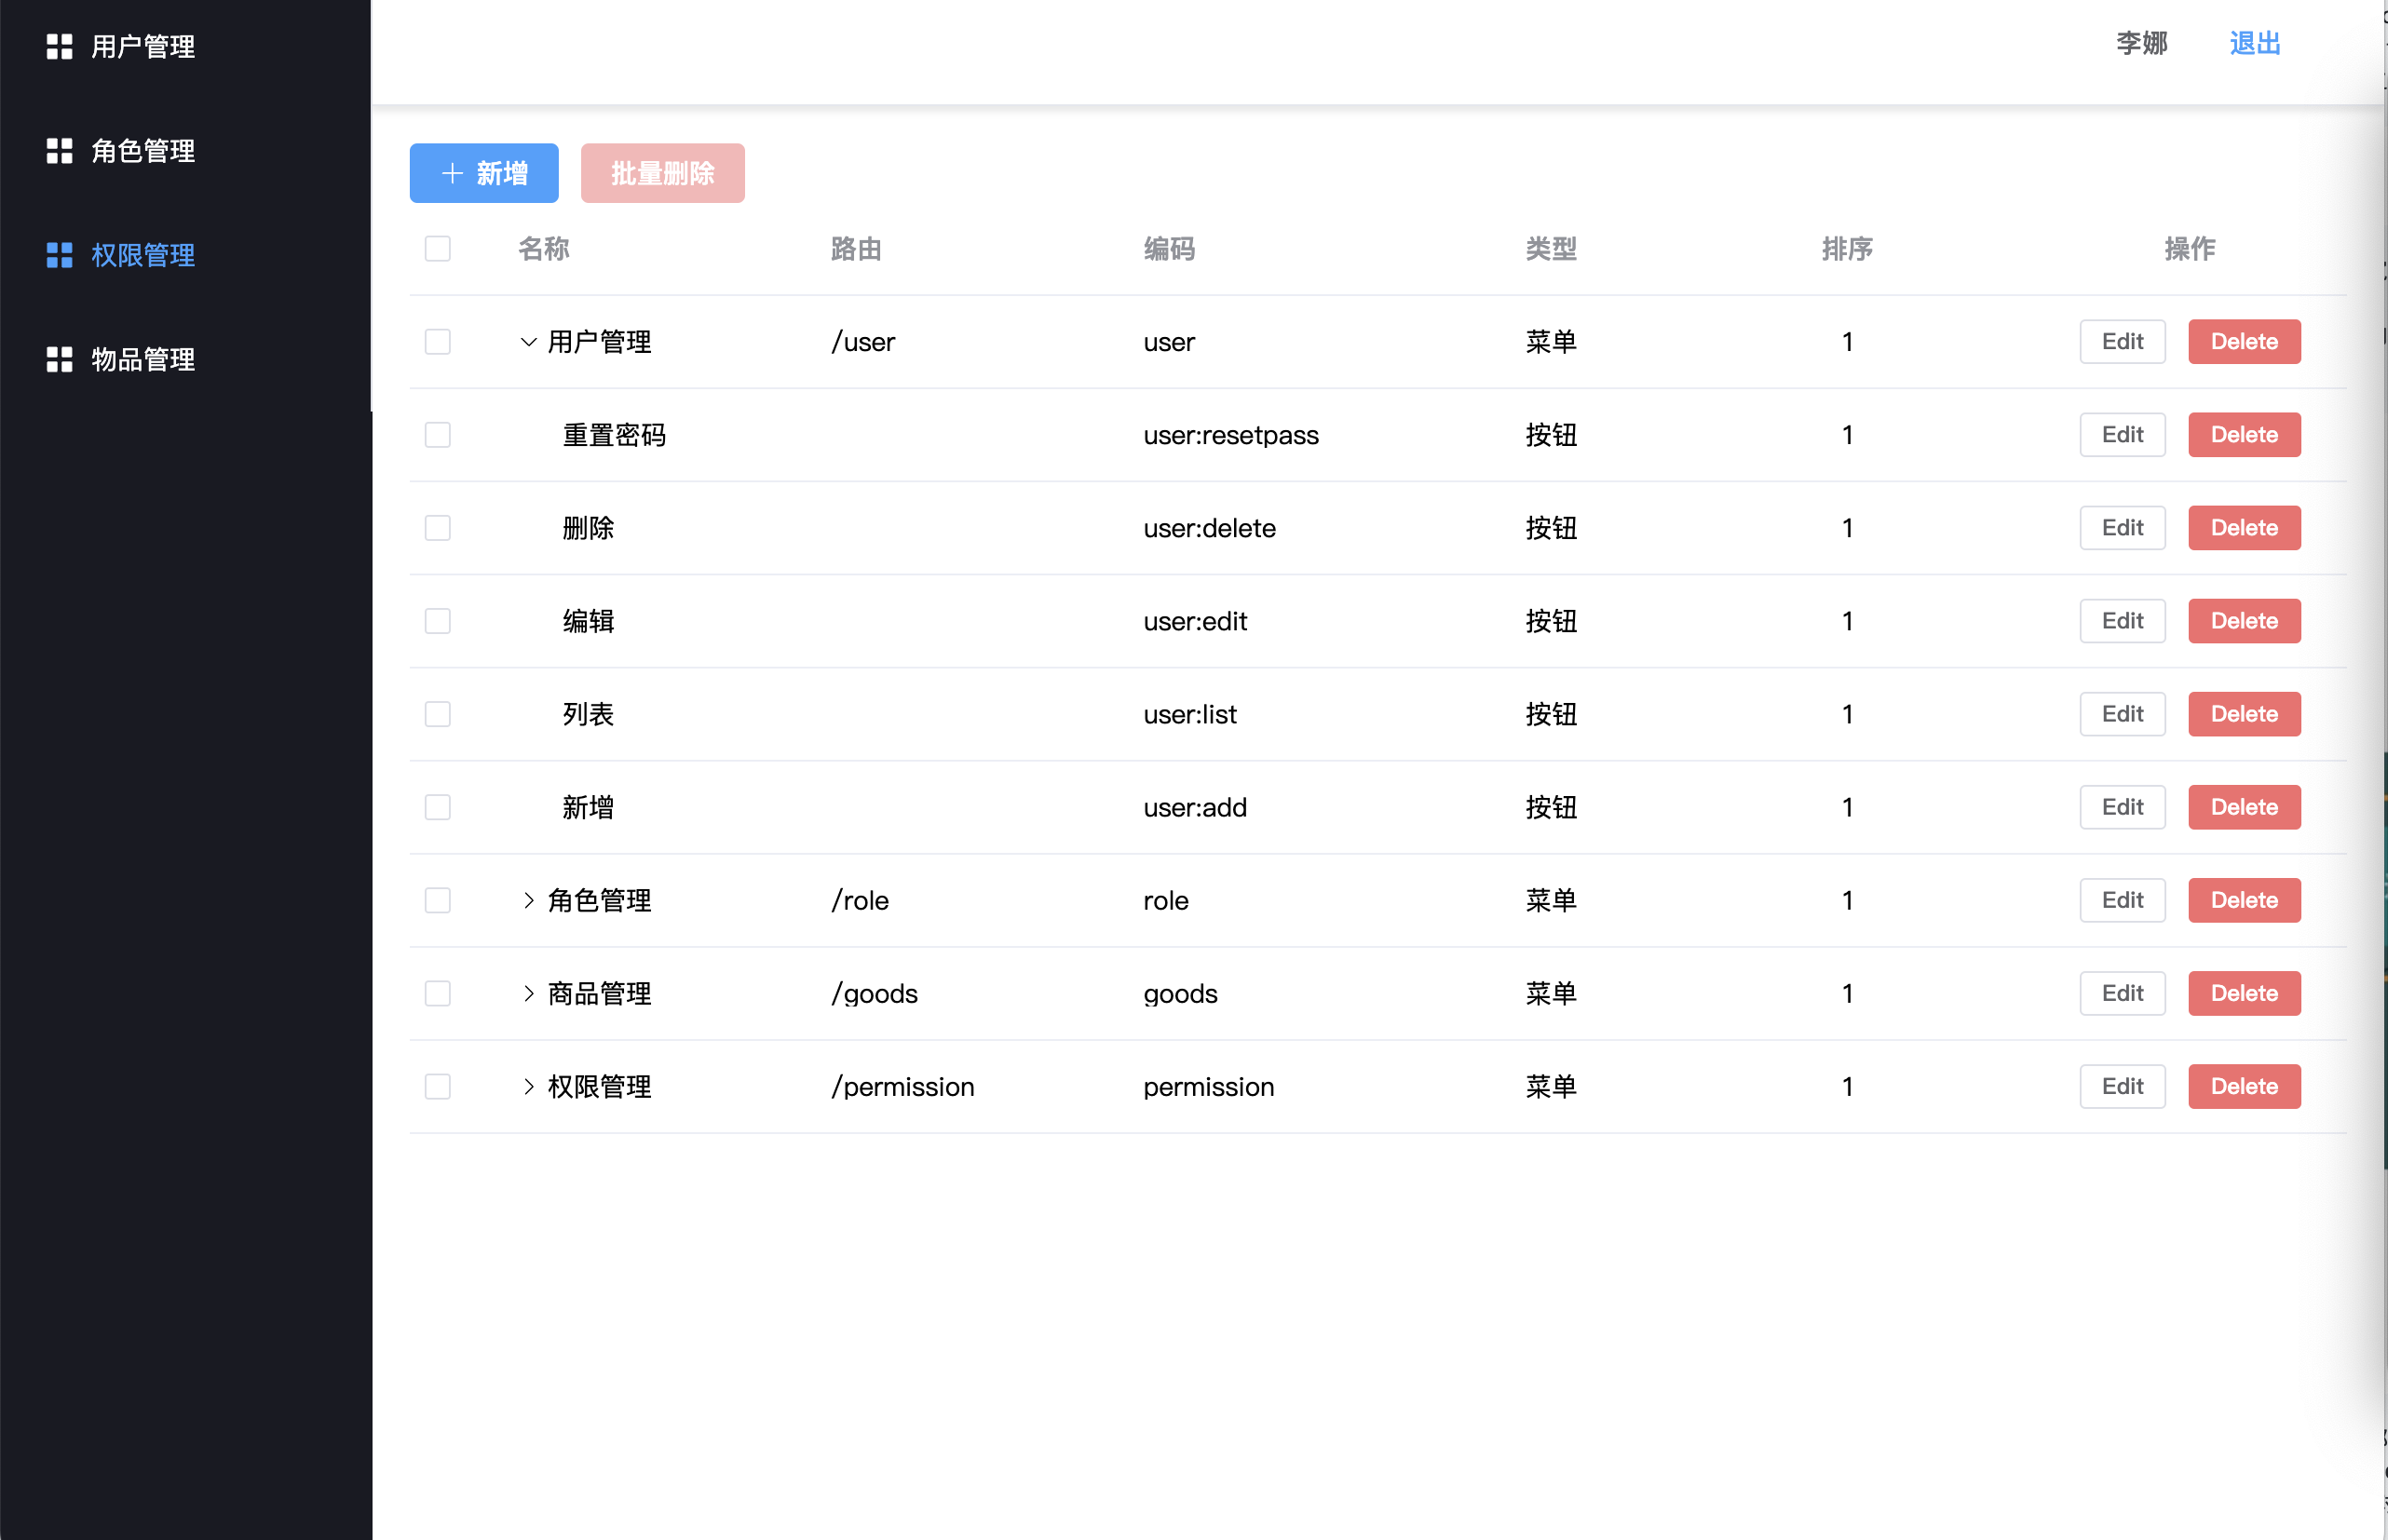 用户管理
角色管理
权限管理
物品管理
李娜 退出
新增 批量删除
名称 路由 编码 类型 排序 操作
用户管理 /user user 菜单 1 Edit Delete
重置密码 user:resetpass 按钮 1 Edit Delete
删除 user:delete 按钮 1 Edit Delete
编辑 user:edit 按钮 1 Edit Delete
列表 user:list 按钮 1 Edit Delete
新增 user:add 按钮 1 Edit Delete
角色管理 /role role 菜单 1 Edit Delete
商品管理 /goods goods 菜单 1 Edit Delete
权限管理 /permission permission 菜单 1 Edit Delete